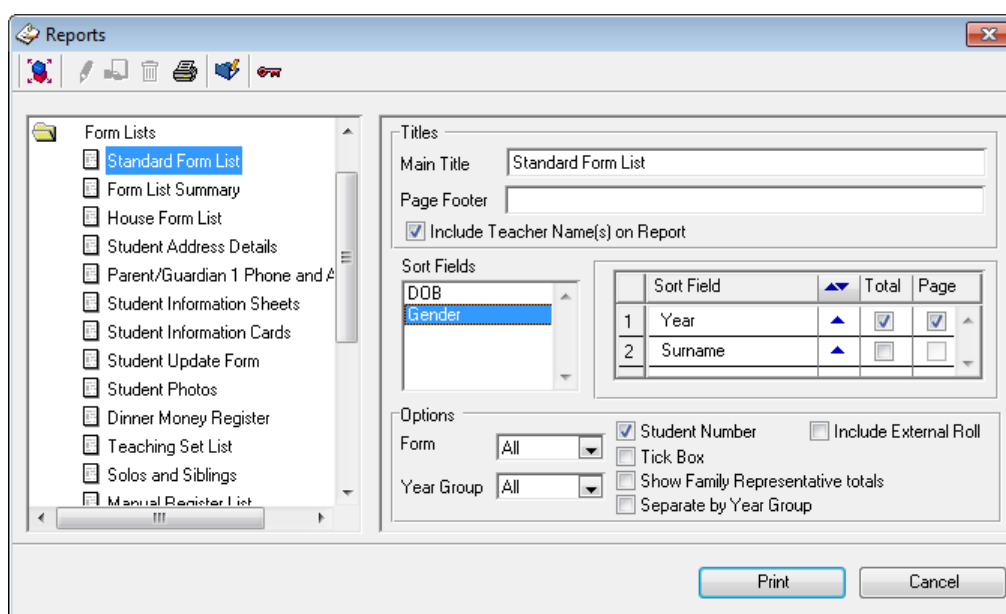 Reports
Form Lists
Standard Form List
Form List Summary
House Form List
Student Address Details
Parent/Guardian 1 Phone and
Student Information Sheets
Student Information Cards
Student Update Form
Student Photos
Dinner Money Register
Teaching Set List
Solos and Siblings
Manual Register List
Titles
Main Title Standard Form List
Page Footer
Include Teacher Name(s) on Report
Sort Fields
DOB
Gender
Sort Field Total Page
1 Year
2 Surname
Options
Form All
Year Group All
Student Number Include External Roll
Tick Box
Show Family Representative totals
Separate by Year Group
Print Cancel